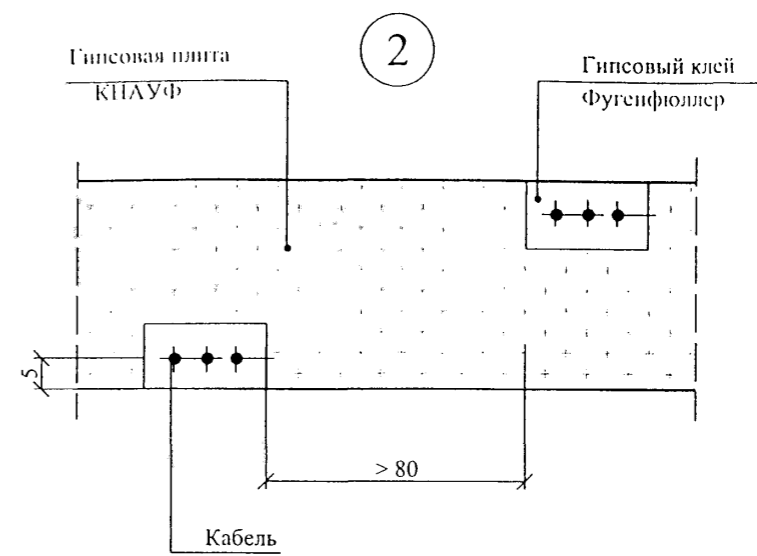 2
Гипсовая плита
КНАУФ
Гипсовый клей
Фугенфюллер
5
> 80
Кабель